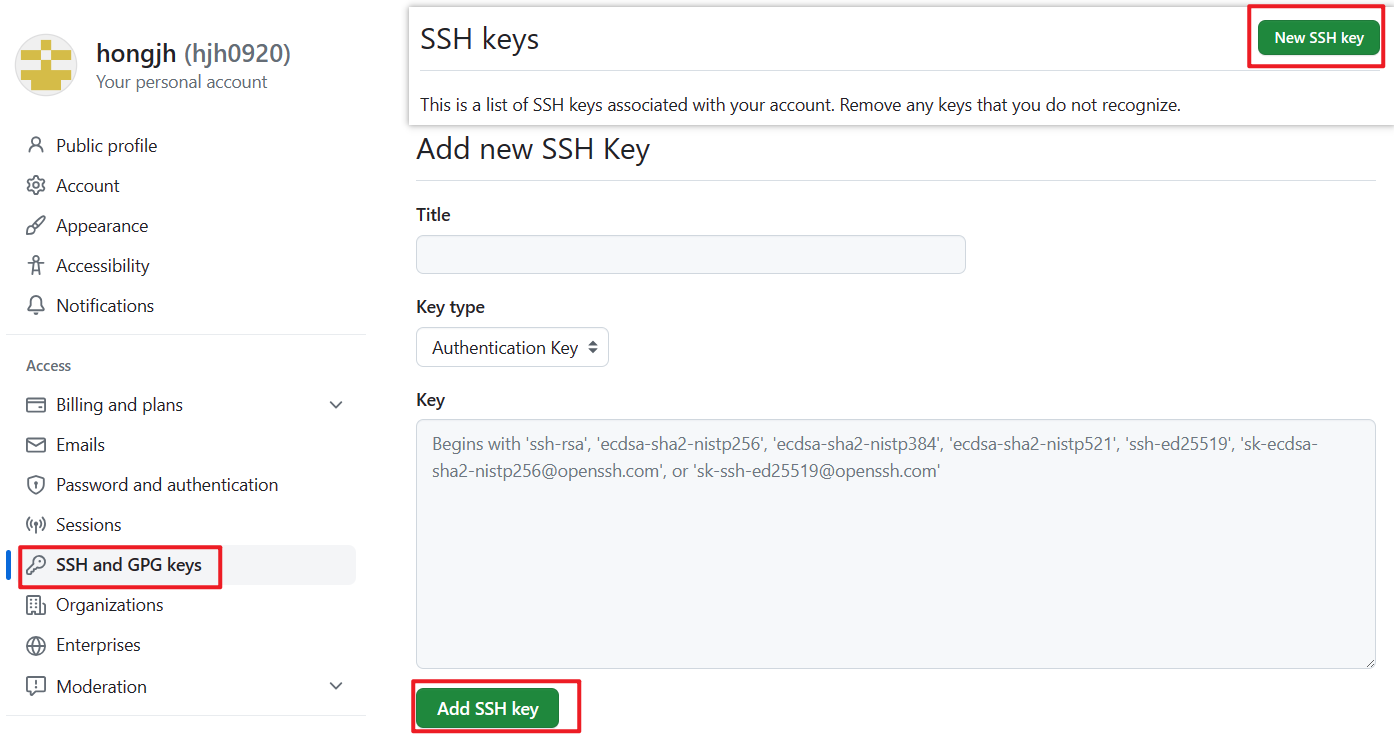 hongjh (hjh0920)
Your personal account
Public profile
Account
Appearance
Accessibility
Notifications
Access
Billing and plans
Emails
Password and authentication
Sessions
SSH and GPG keys
Organizations
Enterprises
Moderation
SSH keys
New SSH key
This is a list of SSH keys associated with your account. Remove any keys that you do not recognize.
Add new SSH Key
Title
Key type
Authentication Key
Key
Begins with 'ssh-rsa', 'ecdsa-sha2-nistp256', 'ecdsa-sha2-nistp384', 'ecdsa-sha2-nistp521', 'ssh-ed25519', 'sk-ecdsa-
sha2-nistp256@openssh.com', or 'sk-ssh-ed25519@openssh.com'
Add SSH key